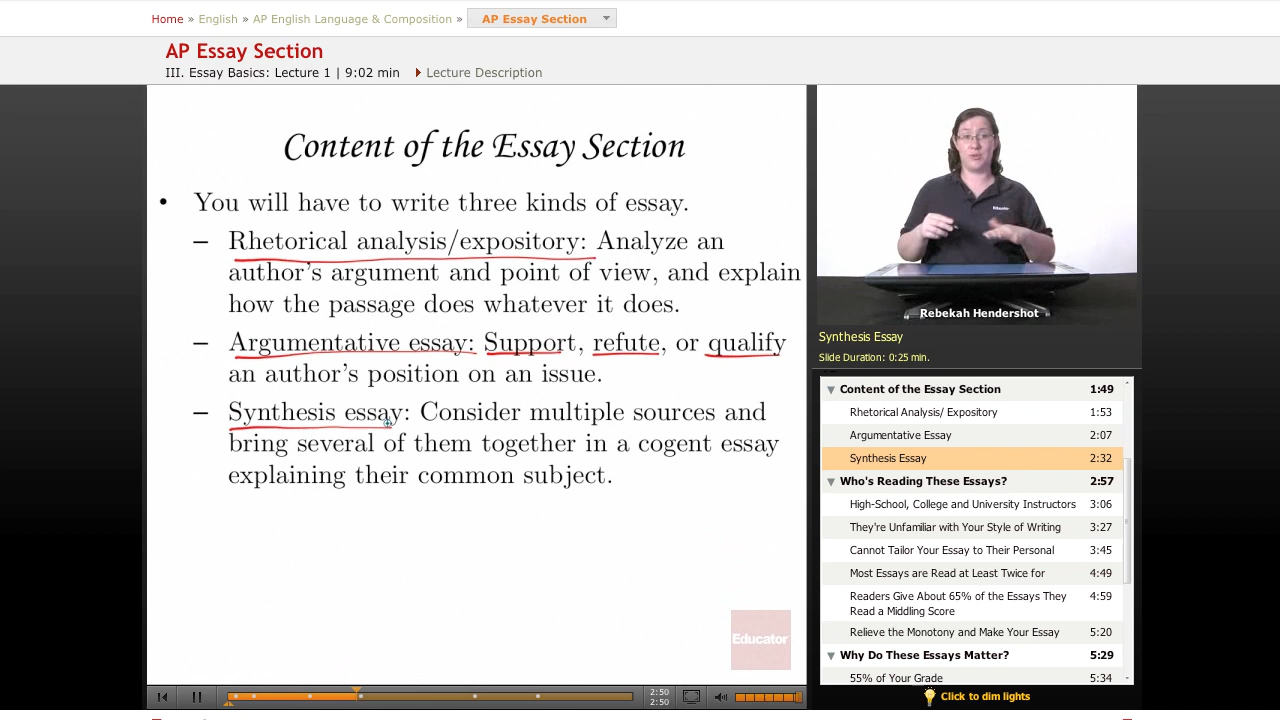 Home » English » AP English Language & Composition » AP Essay Section
AP Essay Section
III. Essay Basics: Lecture 1 | 9:02 min Lecture Description
Content of the Essay Section
• You will have to write three kinds of essay.
– Rhetorical analysis/expository: Analyze an
author's argument and point of view, and explain
how the passage does whatever it does.
– Argumentative essay: Support, refute, or qualify
an author's position on an issue.
– Synthesis essay: Consider multiple sources and
bring several of them together in a cogent essay
explaining their common subject.
Educator
2:50
2:50
Rebekah Hendershot
Synthesis Essay
Slide Duration: 0:25 min.
Content of the Essay Section 1:49
Rhetorical Analysis/ Expository 1:53
Argumentative Essay 2:07
Synthesis Essay 2:32
Who's Reading These Essays? 2:57
High-School, College and University Instructors 3:06
They're Unfamiliar with Your Style of Writing 3:27
Cannot Tailor Your Essay to Their Personal 3:45
Most Essays are Read at Least Twice for 4:49
Readers Give About 65% of the Essays They 4:59
Read a Middling Score
Relieve the Monotony and Make Your Essay 5:20
Why Do These Essays Matter? 5:29
55% of Your Grade 5:34
Click to dim lights